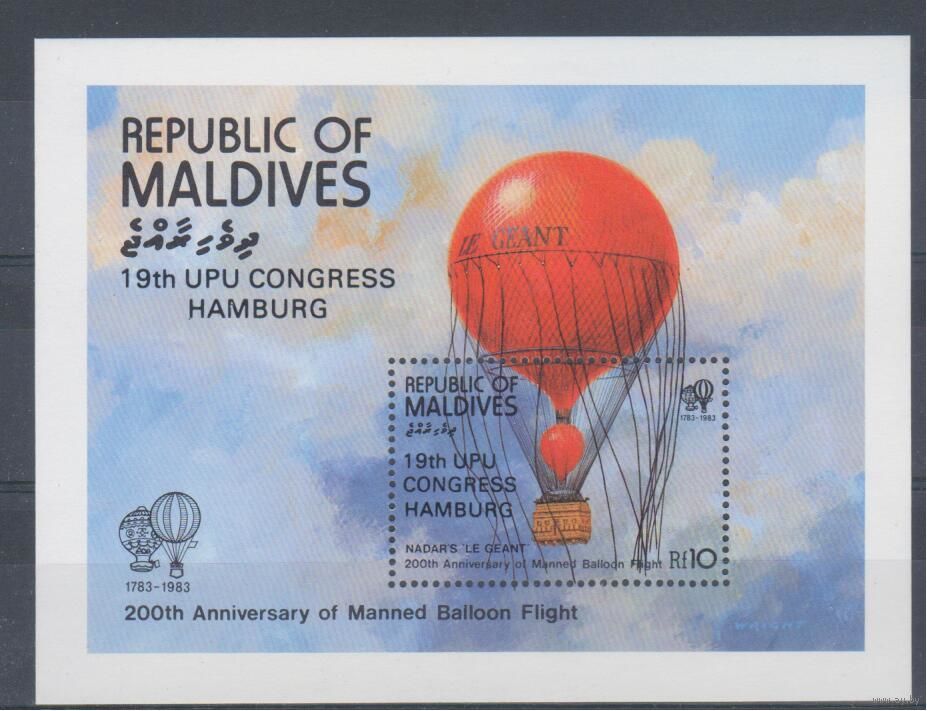 REPUBLIC OF
MALDIVES
ދިވެހިރާއްޖެ
19th UPU CONGRESS
HAMBURG
LE GEANT
REPUBLIC OF
MALDIVES
ދިވެހިރާއްޖެ
1783-1983
19th UPU
CONGRESS
HAMBURG
NADAR'S 'LE GEANT'
200th Anniversary of Manned Balloon Flight Rf10
1783-1983
200th Anniversary of Manned Balloon Flight
WRIGHT